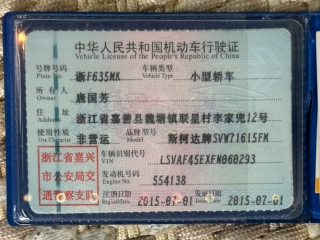 中华人民共和国机动车行驶证
Vehicle License of the People's Republic of China
号牌号码 浙F635MK 车辆类型 小型轿车
Plate No. Vehicle Type
所有人 唐国芳
Owner
住址 浙江省嘉善县魏塘镇联星村李家兜12号
Address
使用性质 非营运 品牌型号 斯柯达牌SVW71615FM
Use Character Model
浙江省嘉兴
市公安局交
通警察支队
车辆识别代号 LSVAF45EXFN060293
VIN
发动机号码 554138
Engine No.
注册日期 2015-07-01 发证日期 2015-07-01
Register Date Issue Date